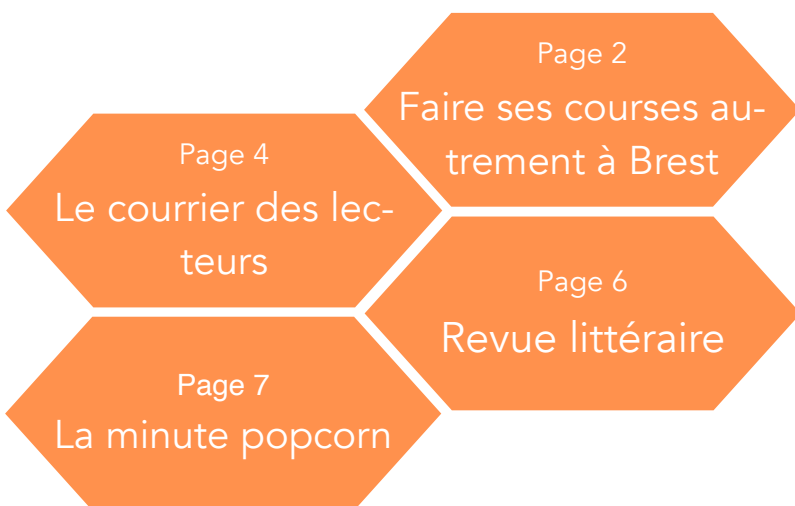 Page 2
Faire ses courses au-
trement à Brest
Page 4
Le courrier des lec-
teurs
Page 6
Revue littéraire
Page 7
La minute popcorn